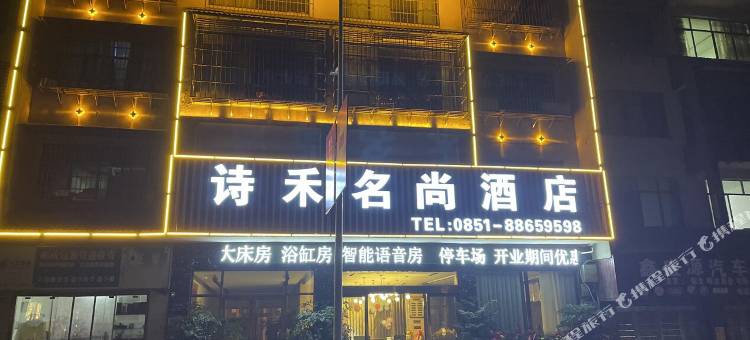 诗禾名尚酒店
TEL:0851-88659598
大床房 浴缸房 智能语音房 停车场 开业期间优惠
携程旅行